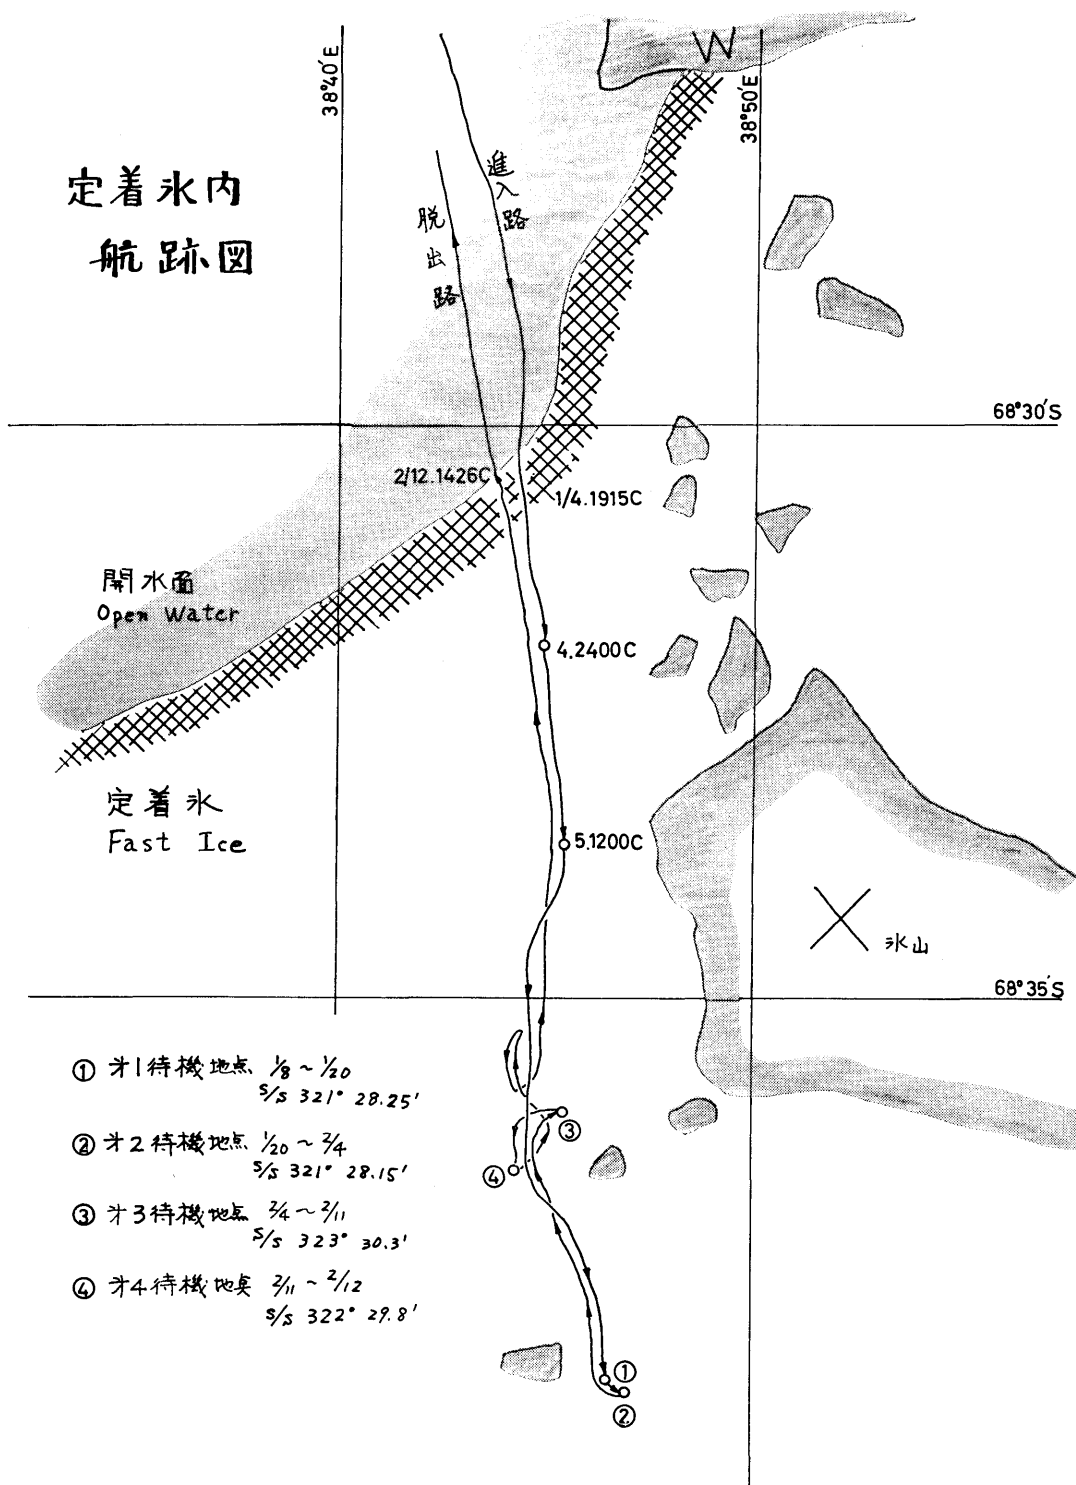 定着氷内
航跡図
W
38°40′E
38°50′E
進入路
脱出路
68°30′S
2/12.1426C
1/4.1915C
開水面
Open Water
4.2400C
定着氷
Fast Ice
5.1200C
氷山
68°35′S
① 才1待機地点 1/8～1/20
S/S 321° 28.25'
② 才2待機地点 1/20～2/4
S/S 321° 28.15'
③ 才3待機地点 2/4～2/11
S/S 323° 30.3'
④ 才4待機地点 2/11～2/12
S/S 322° 29.8'
③
④
①
②